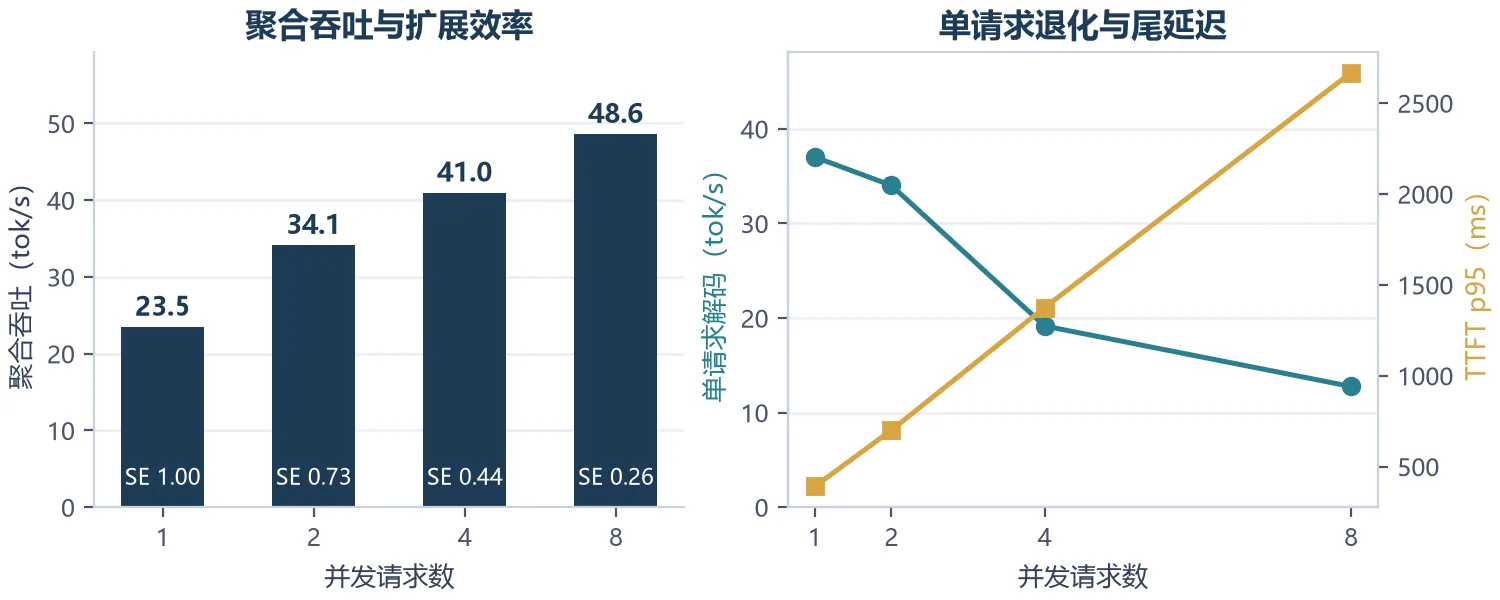 聚合吞吐与扩展效率
聚合吞吐（tok/s）
50
40
30
20
10
0
23.5
34.1
41.0
48.6
SE 1.00
SE 0.73
SE 0.44
SE 0.26
1
2
4
8
并发请求数
单请求退化与尾延迟
单请求解码（tok/s）
40
30
20
10
0
2500
2000
1500
1000
500
TTFT p95（ms）
1
2
4
8
并发请求数